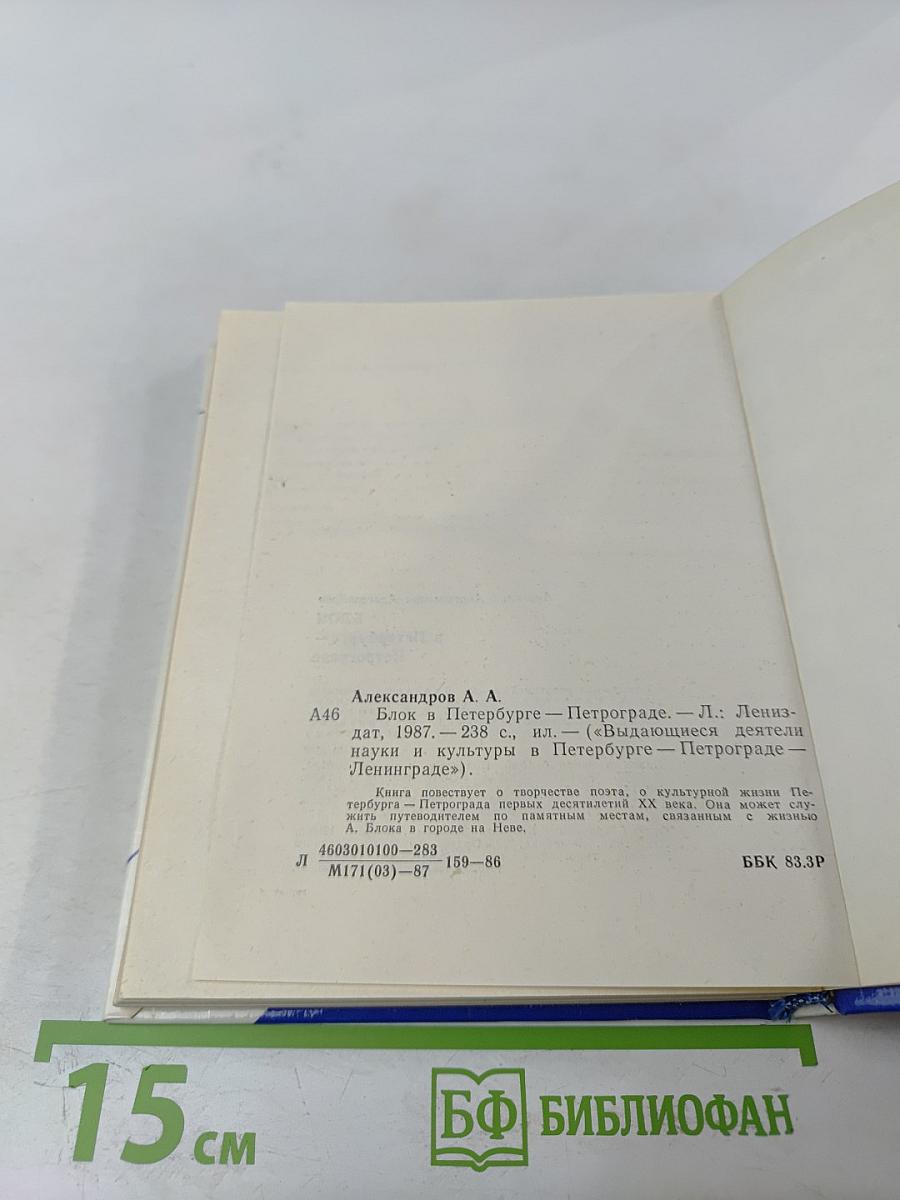 Александров А. А.
А46 Блок в Петербурге — Петрограде. — Л.: Лениз-
дат, 1987. — 238 с., ил. — («Выдающиеся деятели
науки и культуры в Петербурге — Петрограде —
Ленинграде»).
Книга повествует о творчестве поэта, о культурной жизни Пе-
тербурга — Петрограда первых десятилетий XX века. Она может слу-
жить путеводителем по памятным местам, связанным с жизнью
А. Блока в городе на Неве.
4603010100—283
Л 159—86 ББК 83.3Р
М171(03)—87
15 см БФ БИБЛИОФАН